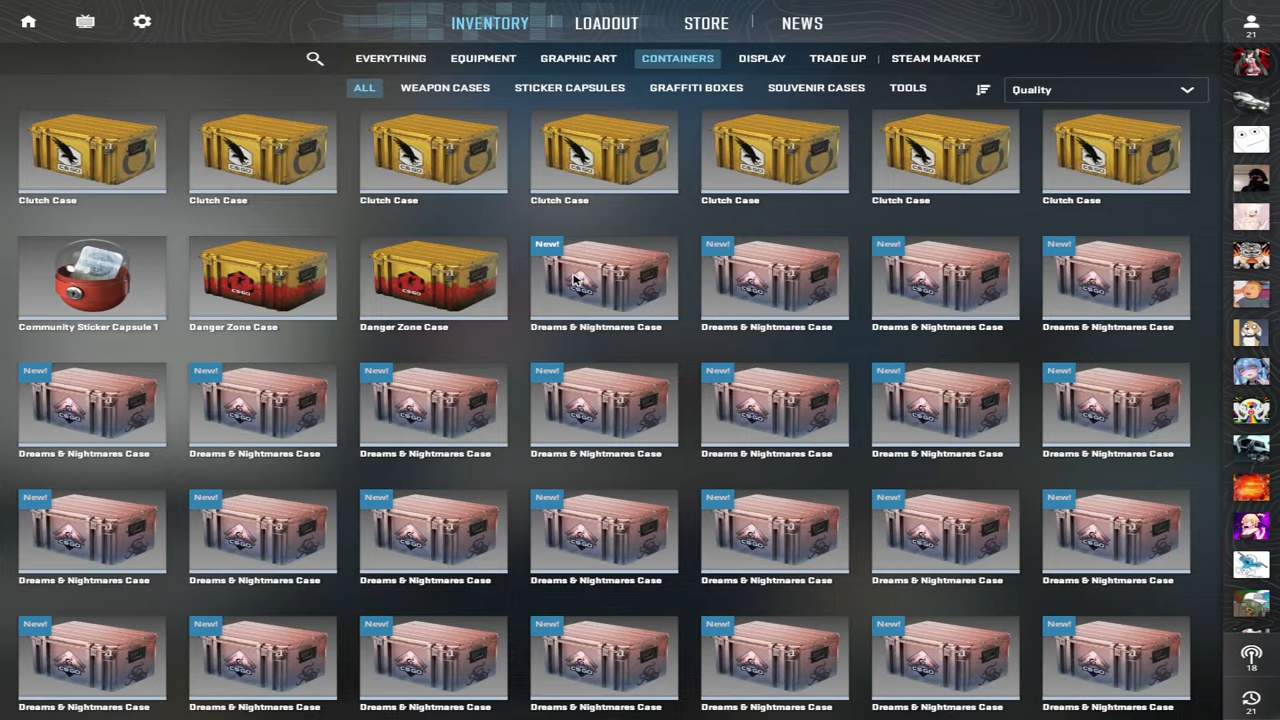 INVENTORY LOADOUT STORE NEWS
21
EVERYTHING EQUIPMENT GRAPHIC ART CONTAINERS DISPLAY TRADE UP STEAM MARKET
ALL WEAPON CASES STICKER CAPSULES GRAFFITI BOXES SOUVENIR CASES TOOLS Quality
Clutch Case Clutch Case Clutch Case Clutch Case Clutch Case Clutch Case Clutch Case
New! New! New! New!
Community Sticker Capsule 1 Danger Zone Case Danger Zone Case Dreams & Nightmares Case Dreams & Nightmares Case Dreams & Nightmares Case Dreams & Nightmares Case
New! New! New! New! New! New! New!
Dreams & Nightmares Case Dreams & Nightmares Case Dreams & Nightmares Case Dreams & Nightmares Case Dreams & Nightmares Case Dreams & Nightmares Case Dreams & Nightmares Case
New! New! New! New! New! New! New!
Dreams & Nightmares Case Dreams & Nightmares Case Dreams & Nightmares Case Dreams & Nightmares Case Dreams & Nightmares Case Dreams & Nightmares Case Dreams & Nightmares Case
New! New! New! New! New! New! New!
Dreams & Nightmares Case Dreams & Nightmares Case Dreams & Nightmares Case Dreams & Nightmares Case Dreams & Nightmares Case Dreams & Nightmares Case Dreams & Nightmares Case
18
21